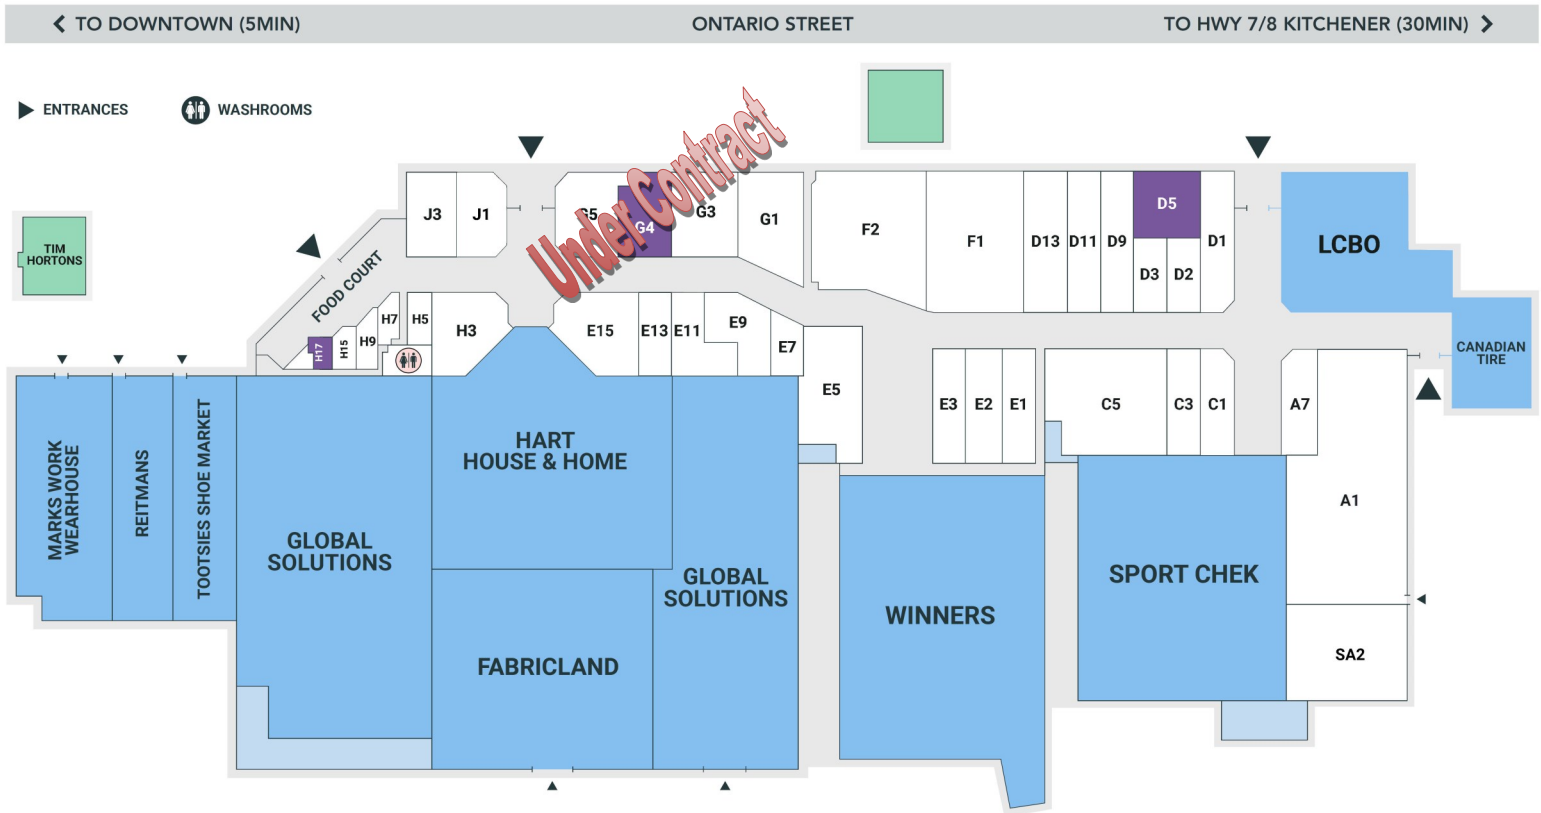 TO DOWNTOWN (5MIN)
ONTARIO STREET
TO HWY 7/8 KITCHENER (30MIN)
ENTRANCES
WASHROOMS
Under Contract
TIM
HORTONS
FOOD COURT
J3
J1
G5
G4
G3
G1
F2
F1
D13
D11
D9
D5
D3
D2
D1
LCBO
CANADIAN
TIRE
H17
H15
H9
H7
H5
H3
E15
E13
E11
E9
E7
E5
E3
E2
E1
C5
C3
C1
A7
A1
SA2
MARKS WORK
WEARHOUSE
REITMANS
TOOTSIES SHOE MARKET
GLOBAL
SOLUTIONS
HART
HOUSE & HOME
FABRICLAND
GLOBAL
SOLUTIONS
WINNERS
SPORT CHEK